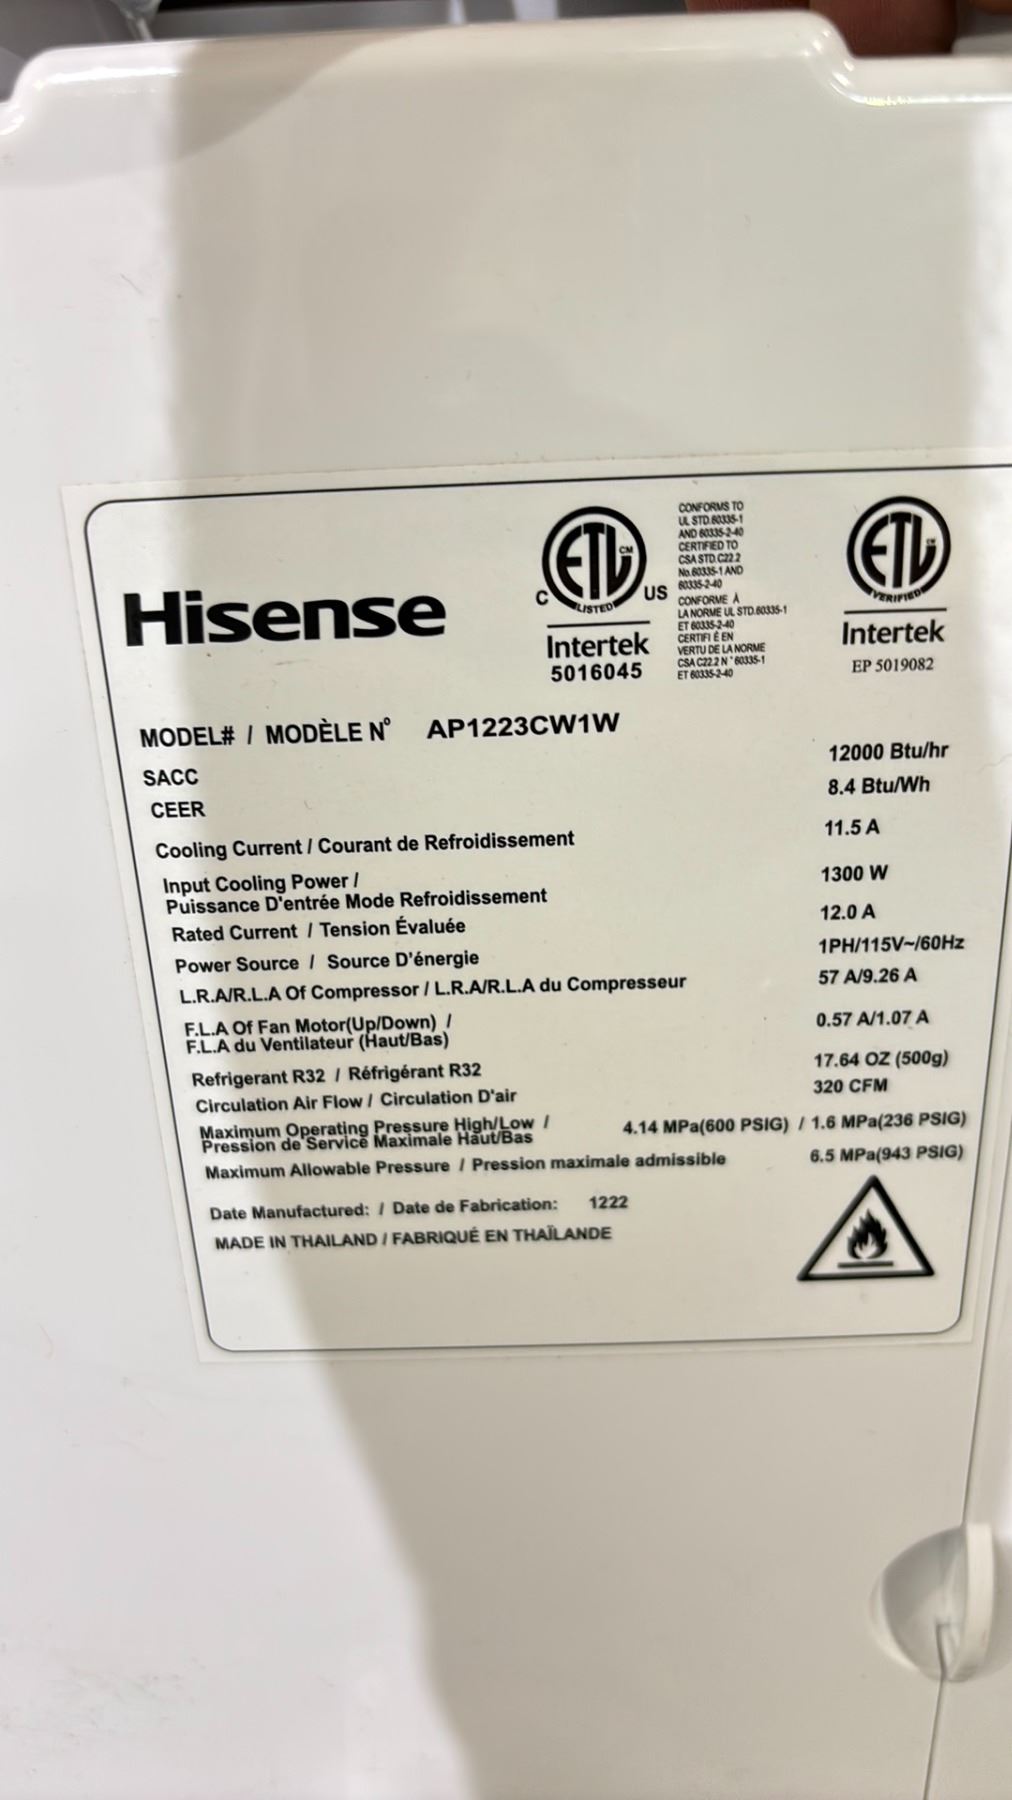 ETL CM
LISTED
C US
Intertek
5016045
CONFORMS TO
UL STD.60335-1
AND 60335-2-40
CERTIFIED TO
CSA STD.C22.2
No.60335-1 AND
60335-2-40
CONFORME À
LA NORME UL STD.60335-1
ET 60335-2-40
CERTIFI É EN
VERTU DE LA NORME
CSA C22.2 N ° 60335-1
ET 60335-2-40
ETL CM
VERIFIED
Intertek
EP 5019082
Hisense
MODEL# / MODÈLE N° AP1223CW1W
SACC 12000 Btu/hr
CEER 8.4 Btu/Wh
Cooling Current / Courant de Refroidissement 11.5 A
Input Cooling Power /
Puissance D'entrée Mode Refroidissement 1300 W
Rated Current / Tension Évaluée 12.0 A
Power Source / Source D'énergie 1PH/115V~/60Hz
L.R.A/R.L.A Of Compressor / L.R.A/R.L.A du Compresseur 57 A/9.26 A
F.L.A Of Fan Motor(Up/Down) /
F.L.A du Ventilateur (Haut/Bas) 0.57 A/1.07 A
Refrigerant R32 / Réfrigérant R32 17.64 OZ (500g)
Circulation Air Flow / Circulation D'air 320 CFM
Maximum Operating Pressure High/Low /
Pression de Service Maximale Haut/Bas 4.14 MPa(600 PSIG) / 1.6 MPa(236 PSIG)
Maximum Allowable Pressure / Pression maximale admissible 6.5 MPa(943 PSIG)
Date Manufactured: / Date de Fabrication: 1222
MADE IN THAILAND / FABRIQUÉ EN THAÏLANDE